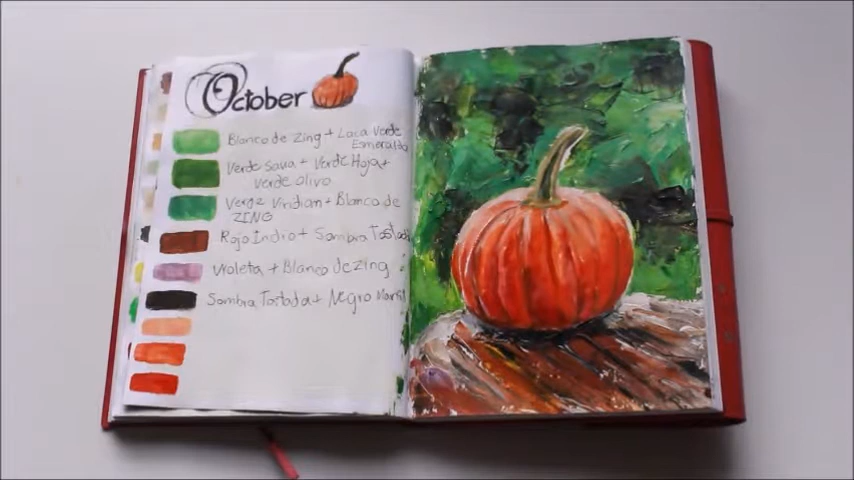 October
Blanco de Zing + Laca Verde
Esmeralda
Verde Savia + Verde Hoja +
Verde olivo
Verde Viridian + Blanco de
ZING
Rojo Indio + Sombra Tostada
Violeta + Blanco de zing
Sombra Tostada + Negro Marfil